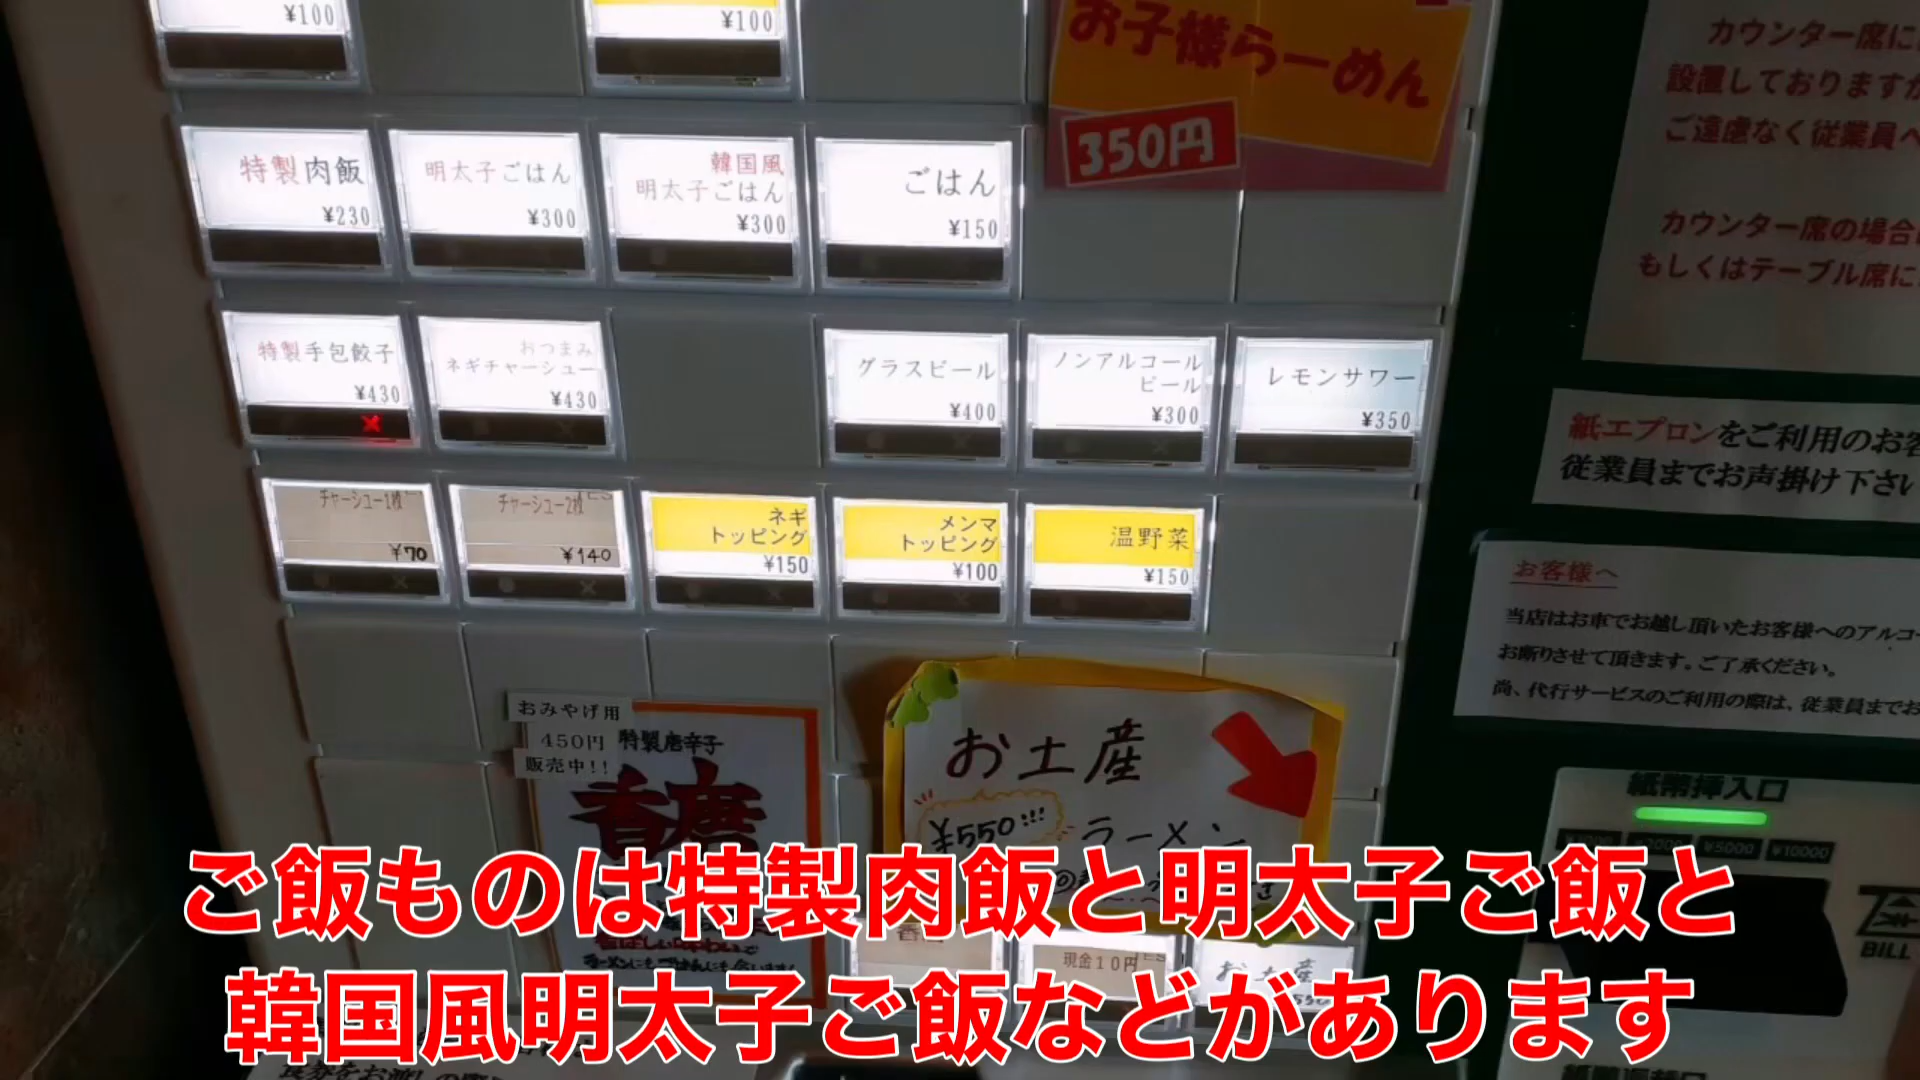 ¥100
¥100
お子様らーめん
350円
特製肉飯
¥230
明太子ごはん
¥300
韓国風
明太子ごはん
¥300
ごはん
¥150
特製手包餃子
¥430
おつまみ
ネギチャーシュー
¥430
グラスビール
¥400
ノンアルコール
ビール
¥300
レモンサワー
¥350
チャーシュー1枚
¥70
チャーシュー2枚
¥140
ネギ
トッピング
¥150
メンマ
トッピング
¥100
温野菜
¥150
おみやげ用
450円
販売中!!
特製唐辛子
お土産
¥550!!!
ラーメン
現金10円
お土産
カウンター席に
設置しておりますが
ご遠慮なく従業員へ
カウンター席の場合
もしくはテーブル席に
紙エプロンをご利用のお客
従業員までお声掛け下さい
お客様へ
当店はお車でお越し頂いたお客様へのアルコー
お断りさせて頂きます。ご了承ください。
尚、代行サービスのご利用の際は、従業員までお
紙幣挿入口
¥5000
¥10000
BILL
ご飯ものは特製肉飯と明太子ご飯と
韓国風明太子ご飯などがあります